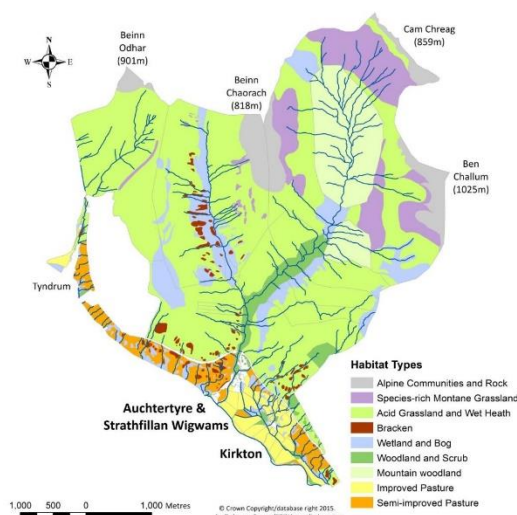 Cam Chreag
(859m)
Beinn
Odhar
(901m)
N
W E
S
Beinn
Chaorach
(818m)
Ben
Challum
(1025m)
Tyndrum
Habitat Types
Alpine Communities and Rock
Species-rich Montane Grassland
Acid Grassland and Wet Heath
Bracken
Wetland and Bog
Woodland and Scrub
Mountain woodland
Improved Pasture
Semi-improved Pasture
Auchtertyre &
Strathfillan Wigwams
Kirkton
1,000 500 0 1,000 Metres
© Crown Copyright/database right 2015.